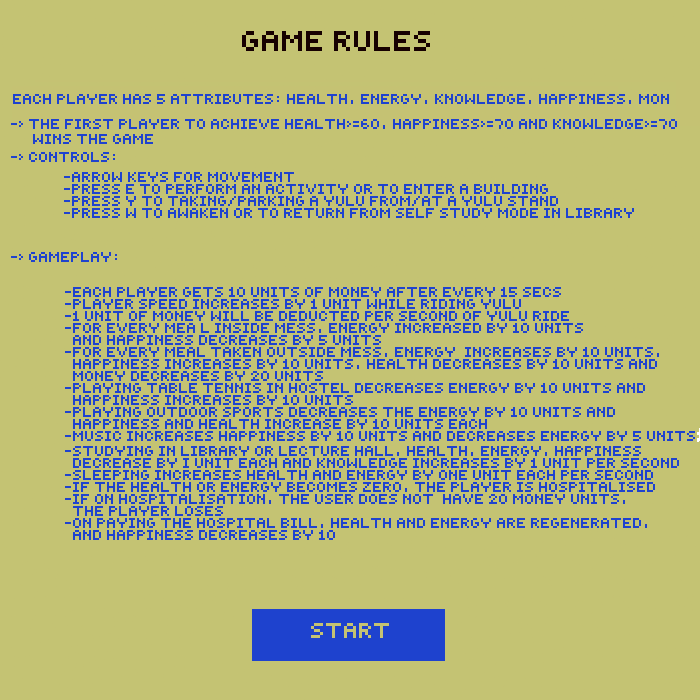 GAME RULES
EACH PLAYER HAS 5 ATTRIBUTES: HEALTH, ENERGY, KNOWLEDGE, HAPPINESS, MON
-> THE FIRST PLAYER TO ACHIEVE HEALTH>=60, HAPPINESS>=70 AND KNOWLEDGE>=70
WINS THE GAME
-> CONTROLS:
-ARROW KEYS FOR MOVEMENT
-PRESS E TO PERFORM AN ACTIVITY OR TO ENTER A BUILDING
-PRESS Y TO TAKING/PARKING A YULU FROM/AT A YULU STAND
-PRESS W TO AWAKEN OR TO RETURN FROM SELF STUDY MODE IN LIBRARY
-> GAMEPLAY:
-EACH PLAYER GETS 10 UNITS OF MONEY AFTER EVERY 15 SECS
-PLAYER SPEED INCREASES BY 1 UNIT WHILE RIDING YULU
-1 UNIT OF MONEY WILL BE DEDUCTED PER SECOND OF YULU RIDE
-FOR EVERY MEA L INSIDE MESS, ENERGY INCREASED BY 10 UNITS
AND HAPPINESS DECREASES BY 5 UNITS
-FOR EVERY MEAL TAKEN OUTSIDE MESS, ENERGY  INCREASES BY 10 UNITS,
HAPPINESS INCREASES BY 10 UNITS, HEALTH DECREASES BY 10 UNITS AND
MONEY DECREASES BY 20 UNITS
-PLAYING TABLE TENNIS IN HOSTEL DECREASES ENERGY BY 10 UNITS AND
HAPPINESS INCREASES BY 10 UNITS
-PLAYING OUTDOOR SPORTS DECREASES THE ENERGY BY 10 UNITS AND
HAPPINESS AND HEALTH INCREASE BY 10 UNITS EACH
-MUSIC INCREASES HAPPINESS BY 10 UNITS AND DECREASES ENERGY BY 5 UNITS
-STUDYING IN LIBRARY OR LECTURE HALL, HEALTH, ENERGY, HAPPINESS
DECREASE BY I UNIT EACH AND KNOWLEDGE INCREASES BY 1 UNIT PER SECOND
-SLEEPING INCREASES HEALTH AND ENERGY BY ONE UNIT EACH PER SECOND
-IF THE HEALTH OR ENERGY BECOMES ZERO, THE PLAYER IS HOSPITALISED
-IF ON HOSPITALISATION, THE USER DOES NOT  HAVE 20 MONEY UNITS,
THE PLAYER LOSES
-ON PAYING THE HOSPITAL BILL, HEALTH AND ENERGY ARE REGENERATED,
AND HAPPINESS DECREASES BY 10
START